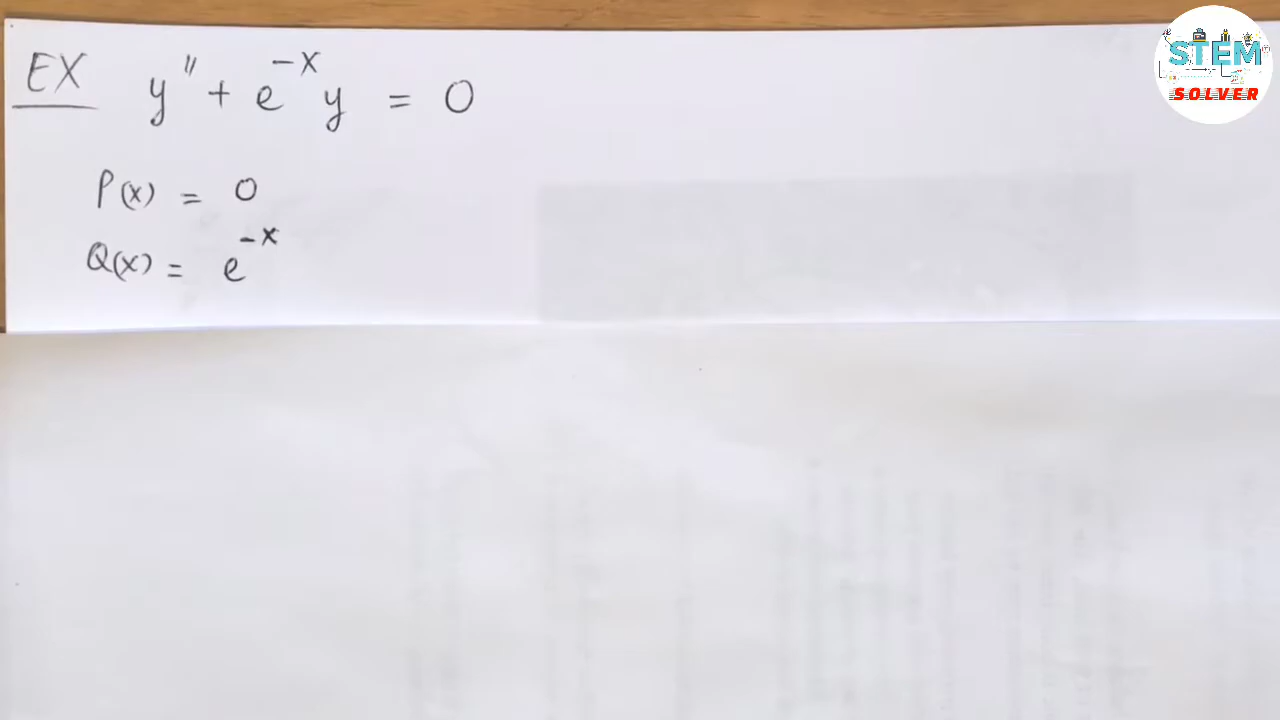 EX y'' + e^{-x} y = 0
P(x) = 0
Q(x) = e^{-x}
STEM
SOLVER